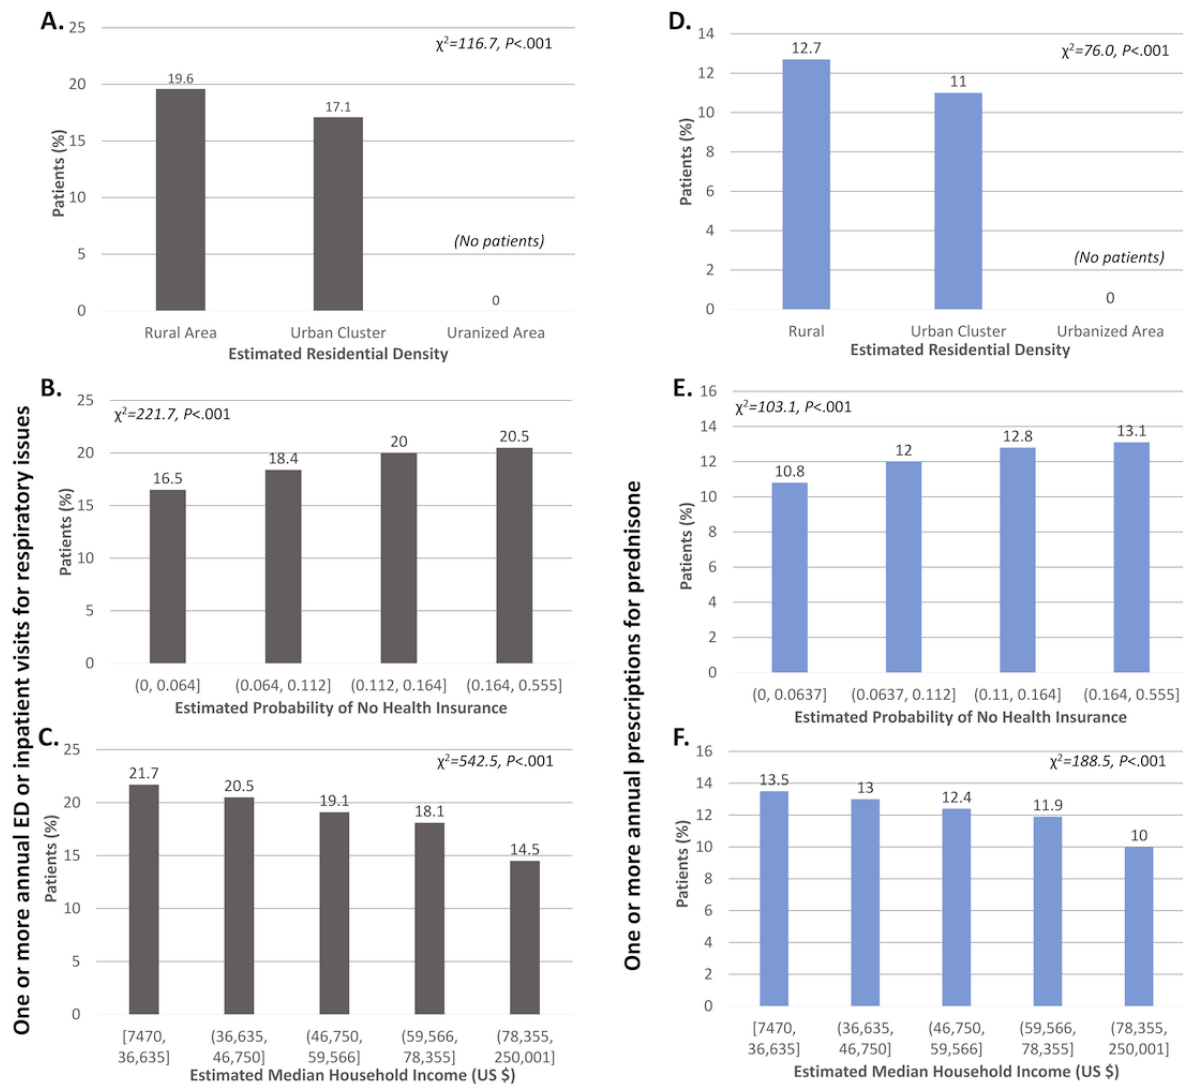 One or more annual ED or inpatient visits for respiratory issues
A.
χ²=116.7, P<.001
25
20
15
10
5
0
Patients (%)
19.6
17.1
(No patients)
0
Rural Area
Urban Cluster
Uranized Area
Estimated Residential Density
B.
χ²=221.7, P<.001
25
20
15
10
5
0
Patients (%)
16.5
18.4
20
20.5
(0, 0.064]
(0.064, 0.112]
(0.112, 0.164]
(0.164, 0.555]
Estimated Probability of No Health Insurance
C.
χ²=542.5, P<.001
25
20
15
10
5
0
Patients (%)
21.7
20.5
19.1
18.1
14.5
[7470,
36,635]
(36,635,
46,750]
(46,750,
59,566]
(59,566,
78,355]
(78,355,
250,001]
Estimated Median Household Income (US $)
One or more annual prescriptions for prednisone
D.
χ²=76.0, P<.001
14
12
10
8
6
4
2
0
Patients (%)
12.7
11
(No patients)
0
Rural
Urban Cluster
Urbanized Area
Estimated Residential Density
E.
χ²=103.1, P<.001
16
14
12
10
8
6
4
2
0
Patients (%)
10.8
12
12.8
13.1
(0, 0.0637]
(0.0637, 0.112]
(0.11, 0.164]
(0.164, 0.555]
Estimated Probability of No Health Insurance
F.
χ²=188.5, P<.001
16
14
12
10
8
6
4
2
0
Patients (%)
13.5
13
12.4
11.9
10
[7470,
36,635]
(36,635,
46,750]
(46,750,
59,566]
(59,566,
78,355]
(78,355,
250,001]
Estimated Median Household Income (US $)